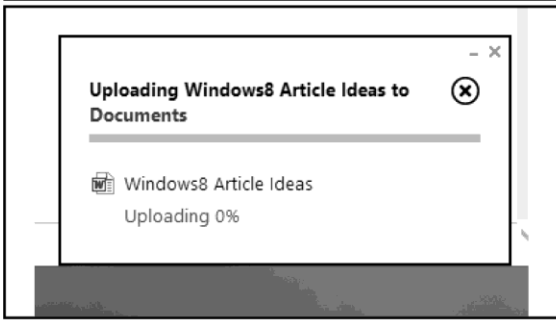 Uploading Windows8 Article Ideas to
Documents
Windows8 Article Ideas
Uploading 0%